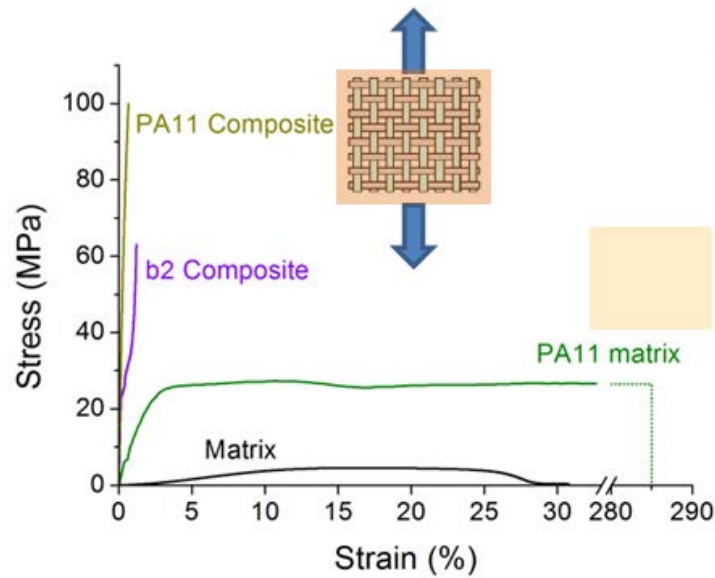 100
PA11 Composite
80
60
b2 Composite
40
PA11 matrix
20
Matrix
0
0 5 10 15 20 25 30 280 290
Stress (MPa)
Strain (%)